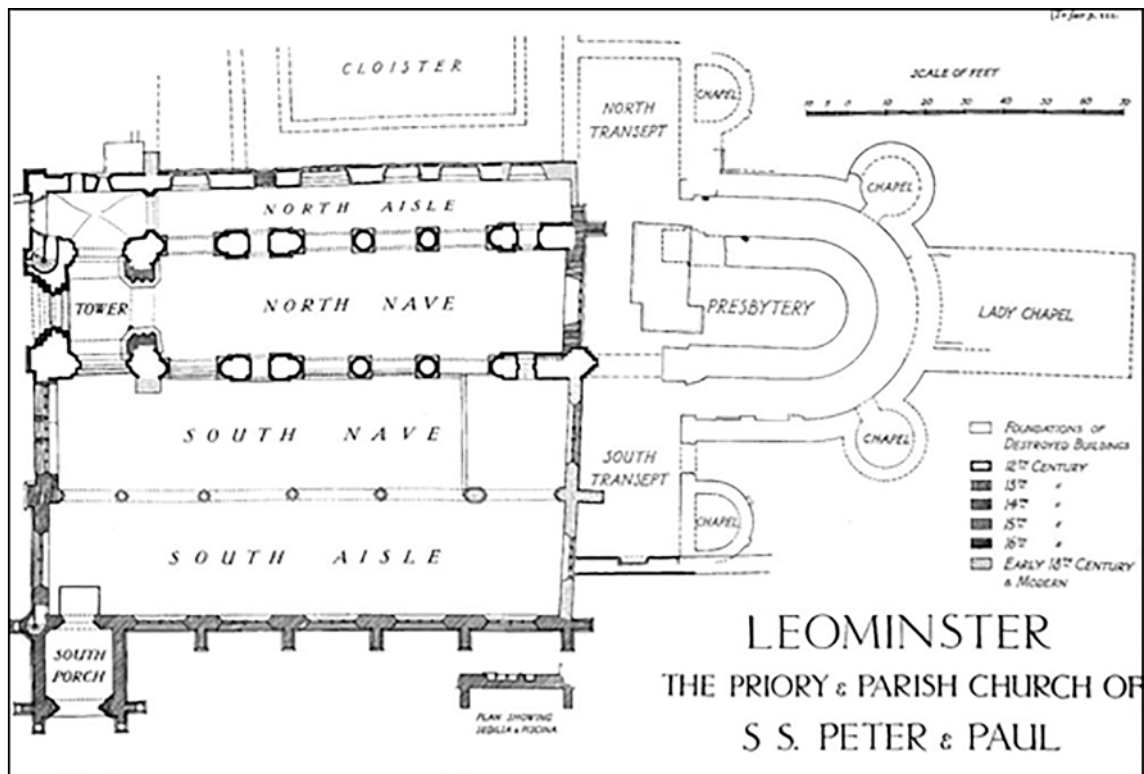 CLOISTER
SCALE OF FEET
10 5 0 10 20 30 40 50 60 70
NORTH
TRANSEPT
CHAPEL
CHAPEL
NORTH AISLE
TOWER
NORTH NAVE
PRESBYTERY
LADY CHAPEL
SOUTH NAVE
SOUTH
TRANSEPT
CHAPEL
CHAPEL
SOUTH AISLE
FOUNDATIONS OF
DESTROYED BUILDINGS
12TH CENTURY
13TH "
14TH "
15TH "
16TH "
EARLY 18TH CENTURY
& MODERN
SOUTH
PORCH
PLAN SHOWING
SEDILIA & PISCINA
LEOMINSTER
THE PRIORY & PARISH CHURCH OF
S S. PETER & PAUL